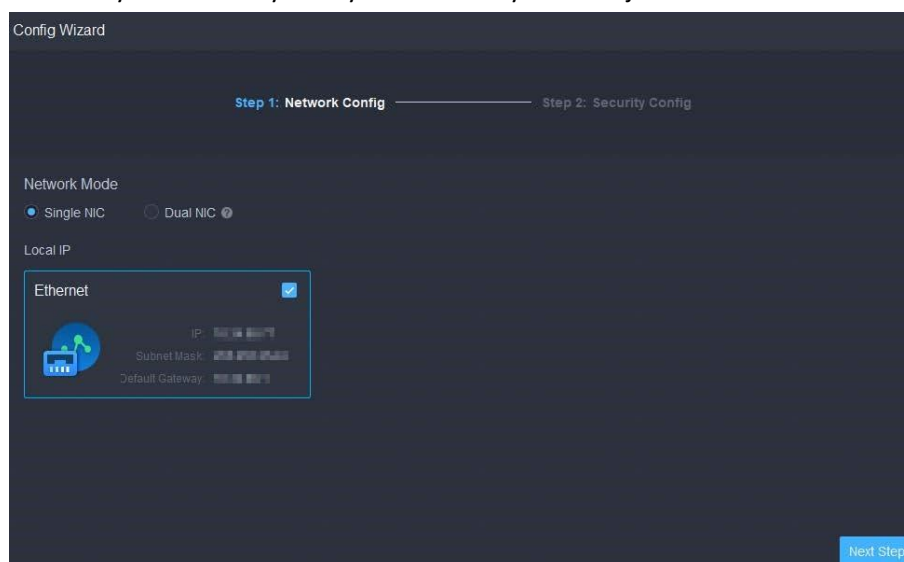 Config Wizard
Step 1: Network Config
Step 2: Security Config
Network Mode
Single NIC
Dual NIC
Local IP
Ethernet
IP:
Subnet Mask:
Default Gateway:
Next Step